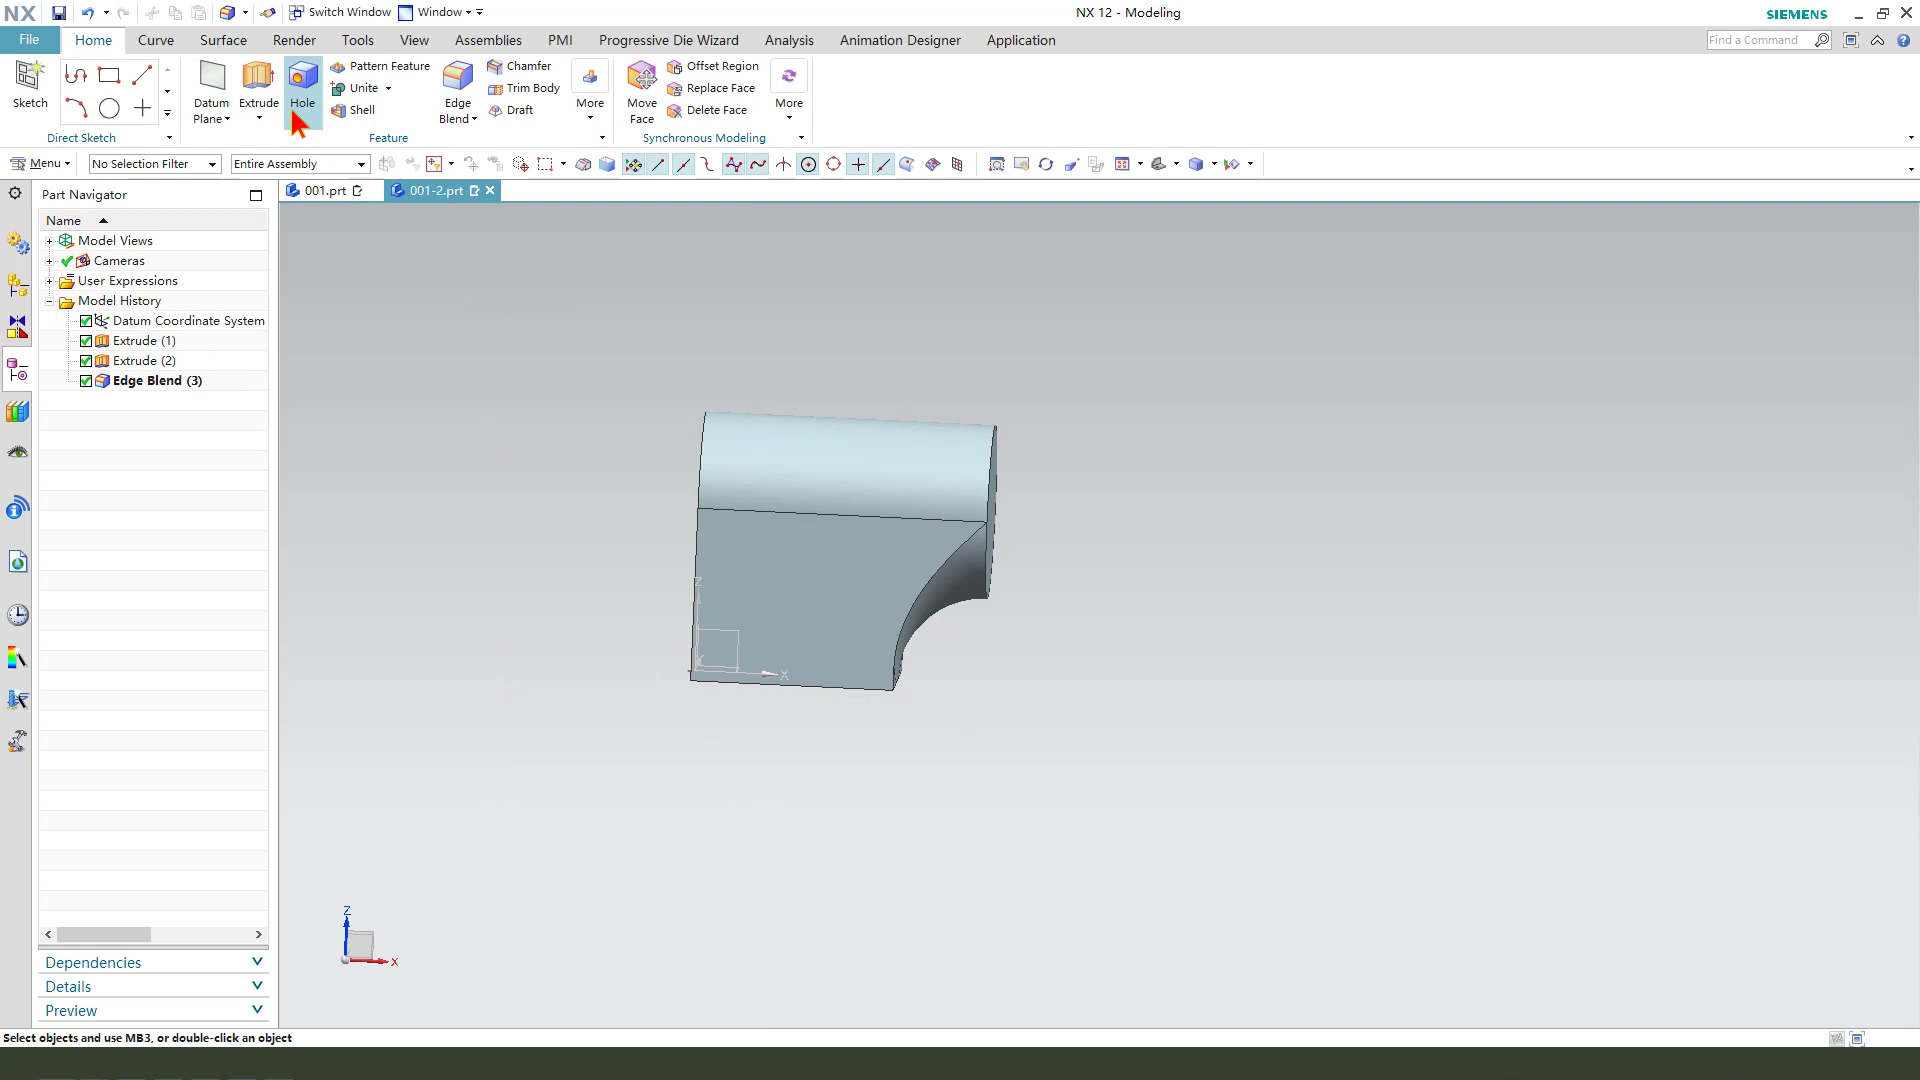 NX Switch Window Window NX 12 - Modeling SIEMENS
File Home Curve Surface Render Tools View Assemblies PMI Progressive Die Wizard Analysis Animation Designer Application Find a Command
Sketch
Direct Sketch
Datum Plane
Extrude
Hole
Pattern Feature
Unite
Shell
Edge Blend
Chamfer
Trim Body
Draft
More
Feature
Move Face
Offset Region
Replace Face
Delete Face
More
Synchronous Modeling
Menu No Selection Filter Entire Assembly
Part Navigator
001.prt 001-2.prt
Name
Model Views
Cameras
User Expressions
Model History
Datum Coordinate System
Extrude (1)
Extrude (2)
Edge Blend (3)
Z
Y
X
Z
X
Dependencies
Details
Preview
Select objects and use MB3, or double-click an object